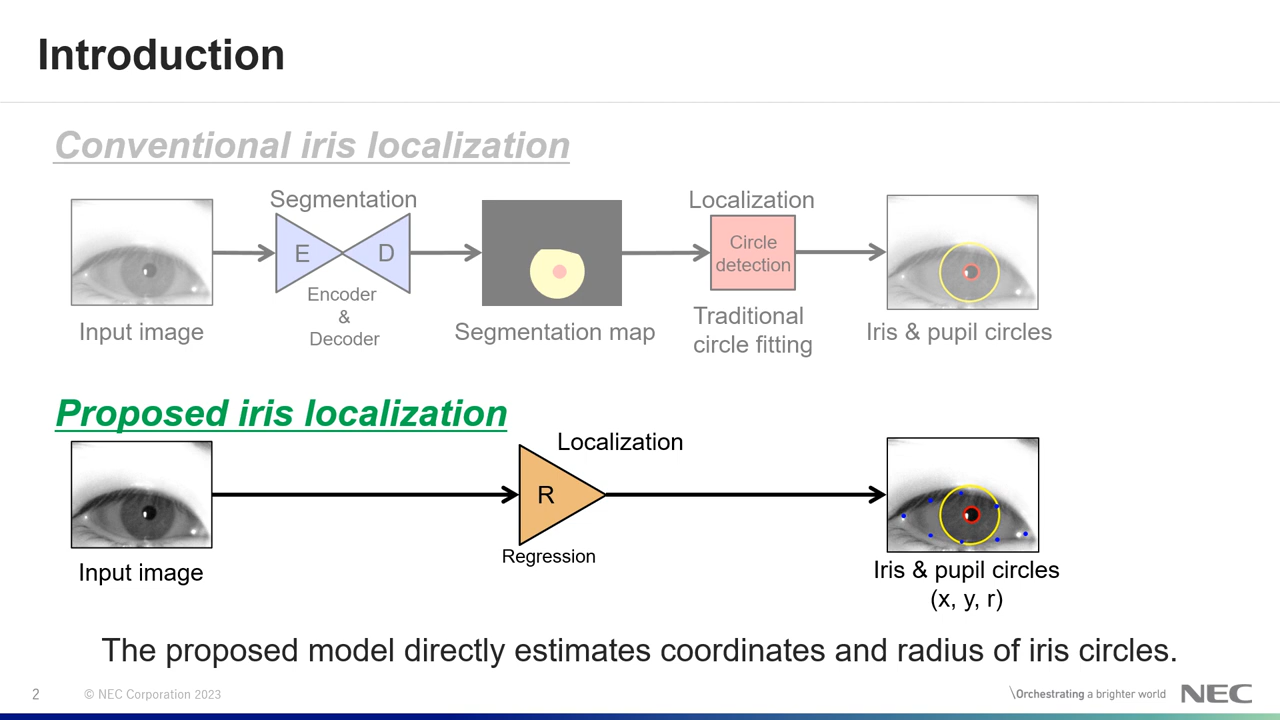 Introduction
Conventional iris localization
Segmentation
Localization
E
D
Circle
detection
Encoder
&
Decoder
Input image
Segmentation map
Traditional
circle fitting
Iris & pupil circles
Proposed iris localization
Localization
R
Regression
Input image
Iris & pupil circles
(x, y, r)
The proposed model directly estimates coordinates and radius of iris circles.
2
© NEC Corporation 2023
\Orchestrating a brighter world
NEC